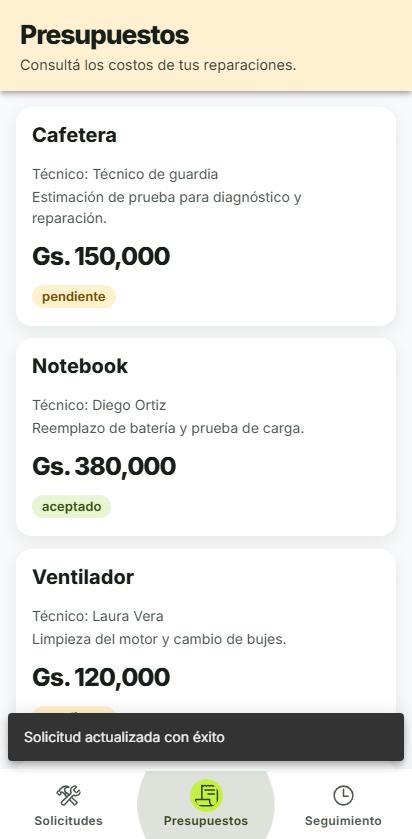 Presupuestos
Consultá los costos de tus reparaciones.
Cafetera
Técnico: Técnico de guardia
Estimación de prueba para diagnóstico y
reparación.
Gs. 150,000
pendiente
Notebook
Técnico: Diego Ortiz
Reemplazo de batería y prueba de carga.
Gs. 380,000
aceptado
Ventilador
Técnico: Laura Vera
Limpieza del motor y cambio de bujes.
Gs. 120,000
Solicitud actualizada con éxito
Solicitudes
Presupuestos
Seguimiento